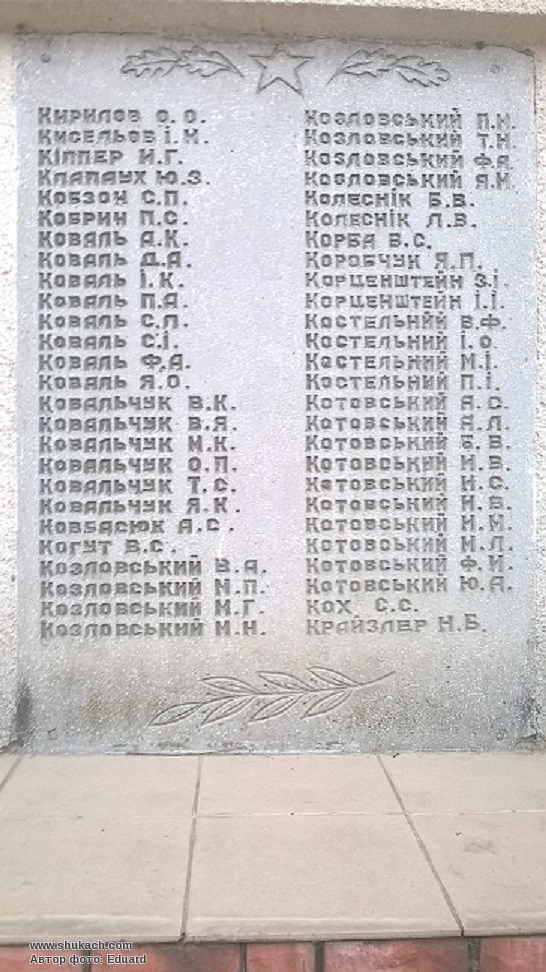 Кирилов О.О.
Кисельов І.М.
Кіппер И.Г.
Клапаух Ю.З.
Кобзон С.П.
Кобрин П.С.
Коваль А.К.
Коваль Д.А.
Коваль І.К.
Коваль П.А.
Коваль С.Л.
Коваль С.І.
Коваль Ф.А.
Коваль Я.О.
Ковальчук В.К.
Ковальчук В.Я.
Ковальчук М.К.
Ковальчук О.П.
Ковальчук Т.С.
Ковальчук Я.К.
Ковбасюк А.С.
Когут В.С.
Козловський В.А.
Козловський М.П.
Козловський М.Г.
Козловський М.Н.
Козловський П.М.
Козловський Т.Н.
Козловський Ф.А.
Козловський Я.М.
Колеснік Б.В.
Колеснік Л.В.
Корба В.С.
Коробчук Я.П.
Корценштейн З.І.
Корценштейн І.І.
Костельний В.Ф.
Костельний І.О.
Костельний М.І.
Костельний П.І.
Котовський А.С.
Котовський А.Л.
Котовський Б.В.
Котовський И.В.
Котовський И.С.
Котовський Н.В.
Котовський Н.М.
Котовський М.Л.
Котовський Ф.И.
Котовський Ю.А.
Кох С.С.
Крайзлер Н.Б.
www.shukach.com
Автор фото: Eduard